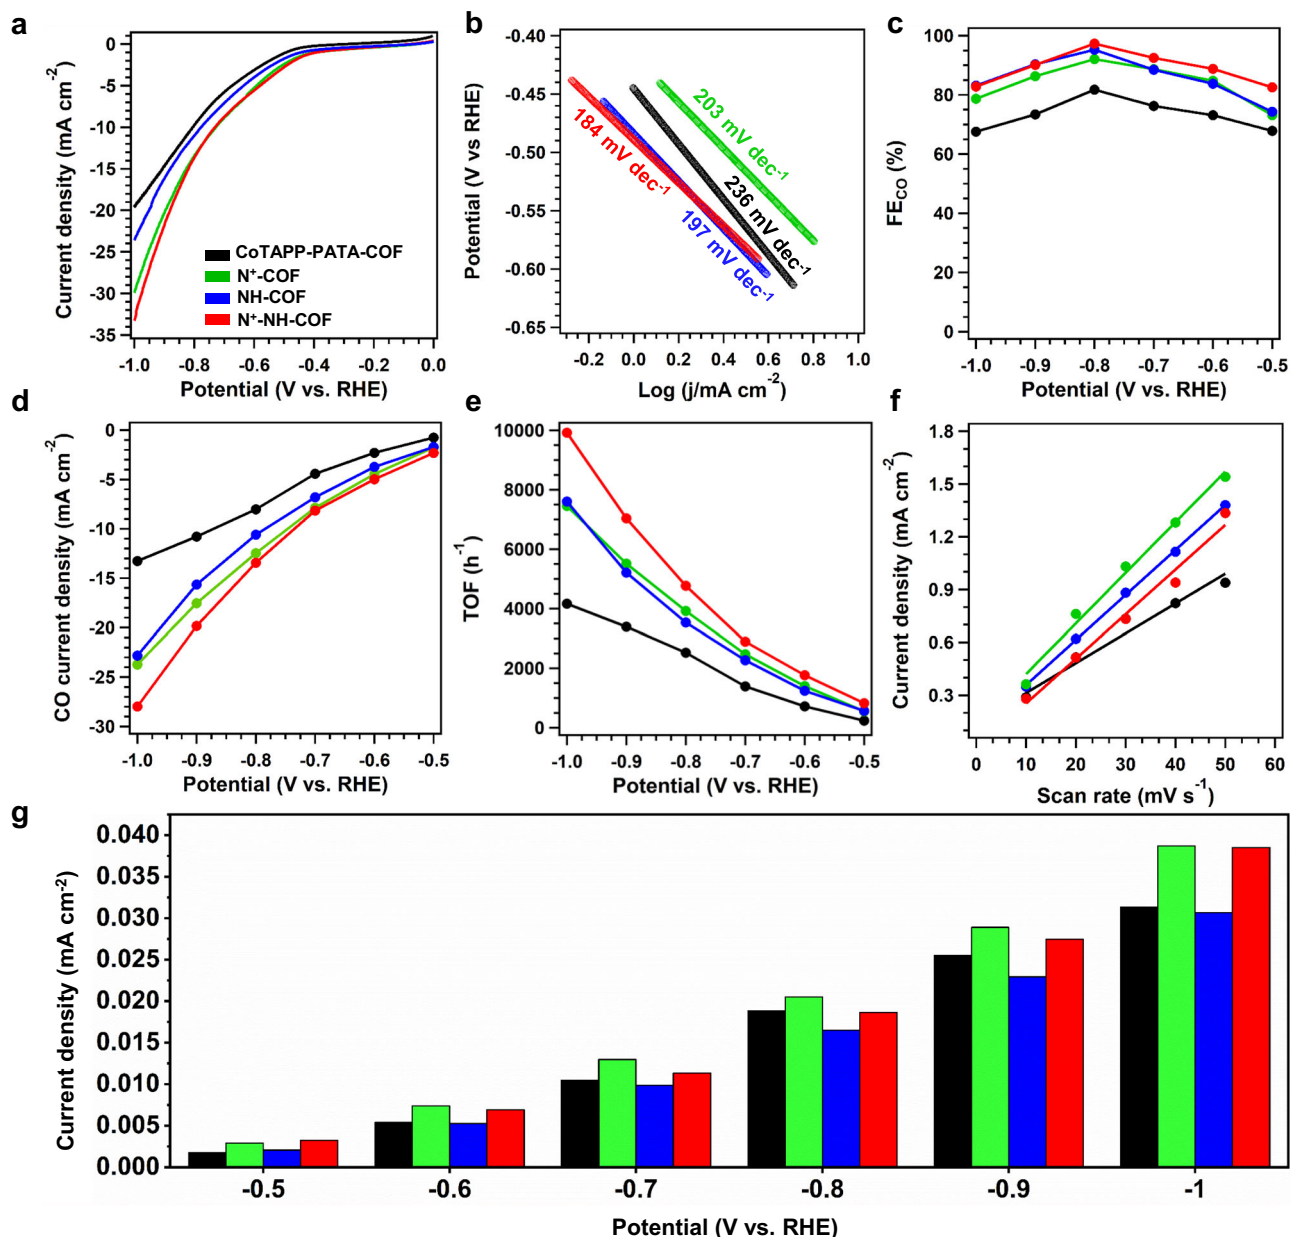 a
0
-5
-10
-15
-20
-25
-30
-35
Current density (mA cm⁻²)
CoTAPP-PATA-COF
N⁺-COF
NH-COF
N⁺-NH-COF
-1.0 -0.8 -0.6 -0.4 -0.2 0.0
Potential (V vs. RHE)
b
-0.40
-0.45
-0.50
-0.55
-0.60
-0.65
Potential (V vs RHE)
203 mV dec⁻¹
184 mV dec⁻¹
236 mV dec⁻¹
197 mV dec⁻¹
-0.2 0.0 0.2 0.4 0.6 0.8 1.0
Log (j/mA cm⁻²)
c
100
80
60
40
20
0
FECO (%)
-1.0 -0.9 -0.8 -0.7 -0.6 -0.5
Potential (V vs. RHE)
d
0
-5
-10
-15
-20
-25
-30
CO current density (mA cm⁻²)
-1.0 -0.9 -0.8 -0.7 -0.6 -0.5
Potential (V vs. RHE)
e
10000
8000
6000
4000
2000
0
TOF (h⁻¹)
-1.0 -0.9 -0.8 -0.7 -0.6 -0.5
Potential (V vs. RHE)
f
1.8
1.5
1.2
0.9
0.6
0.3
Current density (mA cm⁻²)
0 10 20 30 40 50 60
Scan rate (mV s⁻¹)
g
0.040
0.035
0.030
0.025
0.020
0.015
0.010
0.005
0.000
Current density (mA cm⁻²)
-0.5 -0.6 -0.7 -0.8 -0.9 -1
Potential (V vs. RHE)